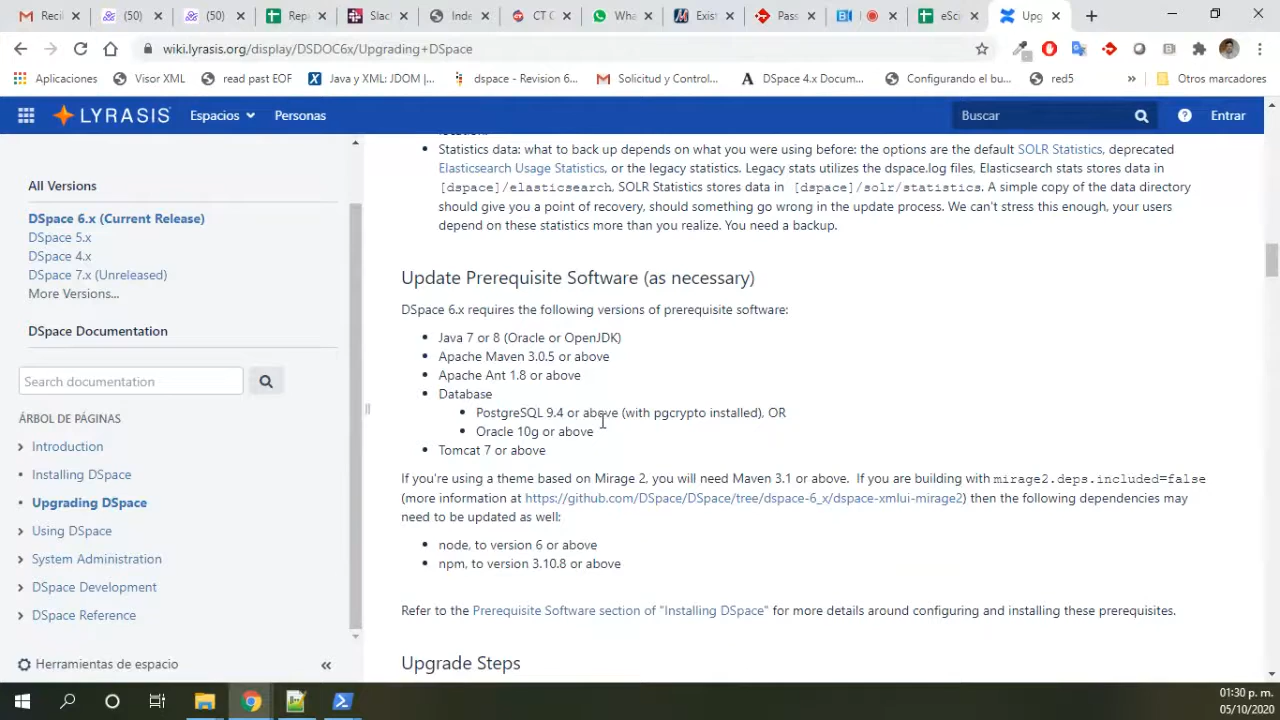 Reci
(50)
(50)
Repo
Slac
Inde
CT C
Wha
Exist
Pass
eSci
Upg
wiki.lyrasis.org/display/DSDOC6x/Upgrading+DSpace
Aplicaciones
Visor XML
read past EOF
Java y XML: JDOM |...
dspace - Revision 6...
Solicitud y Control...
DSpace 4.x Docum...
Configurando el bu...
red5
»
Otros marcadores
LYRASIS
Espacios
Personas
Buscar
Entrar
All Versions
DSpace 6.x (Current Release)
DSpace 5.x
DSpace 4.x
DSpace 7.x (Unreleased)
More Versions...
DSpace Documentation
Search documentation
ÁRBOL DE PÁGINAS
Introduction
Installing DSpace
Upgrading DSpace
Using DSpace
System Administration
DSpace Development
DSpace Reference
Herramientas de espacio
«
location.
Statistics data: what to back up depends on what you were using before: the options are the default SOLR Statistics, deprecated
Elasticsearch Usage Statistics, or the legacy statistics. Legacy stats utilizes the dspace.log files, Elasticsearch stats stores data in
[dspace]/elasticsearch, SOLR Statistics stores data in [dspace]/solr/statistics. A simple copy of the data directory
should give you a point of recovery, should something go wrong in the update process. We can't stress this enough, your users
depend on these statistics more than you realize. You need a backup.
Update Prerequisite Software (as necessary)
DSpace 6.x requires the following versions of prerequisite software:
Java 7 or 8 (Oracle or OpenJDK)
Apache Maven 3.0.5 or above
Apache Ant 1.8 or above
Database
PostgreSQL 9.4 or above (with pgcrypto installed), OR
Oracle 10g or above
Tomcat 7 or above
If you're using a theme based on Mirage 2, you will need Maven 3.1 or above. If you are building with mirage2.deps.included=false
(more information at https://github.com/DSpace/DSpace/tree/dspace-6_x/dspace-xmlui-mirage2) then the following dependencies may
need to be updated as well:
node, to version 6 or above
npm, to version 3.10.8 or above
Refer to the Prerequisite Software section of "Installing DSpace" for more details around configuring and installing these prerequisites.
Upgrade Steps
01:30 p. m.
05/10/2020